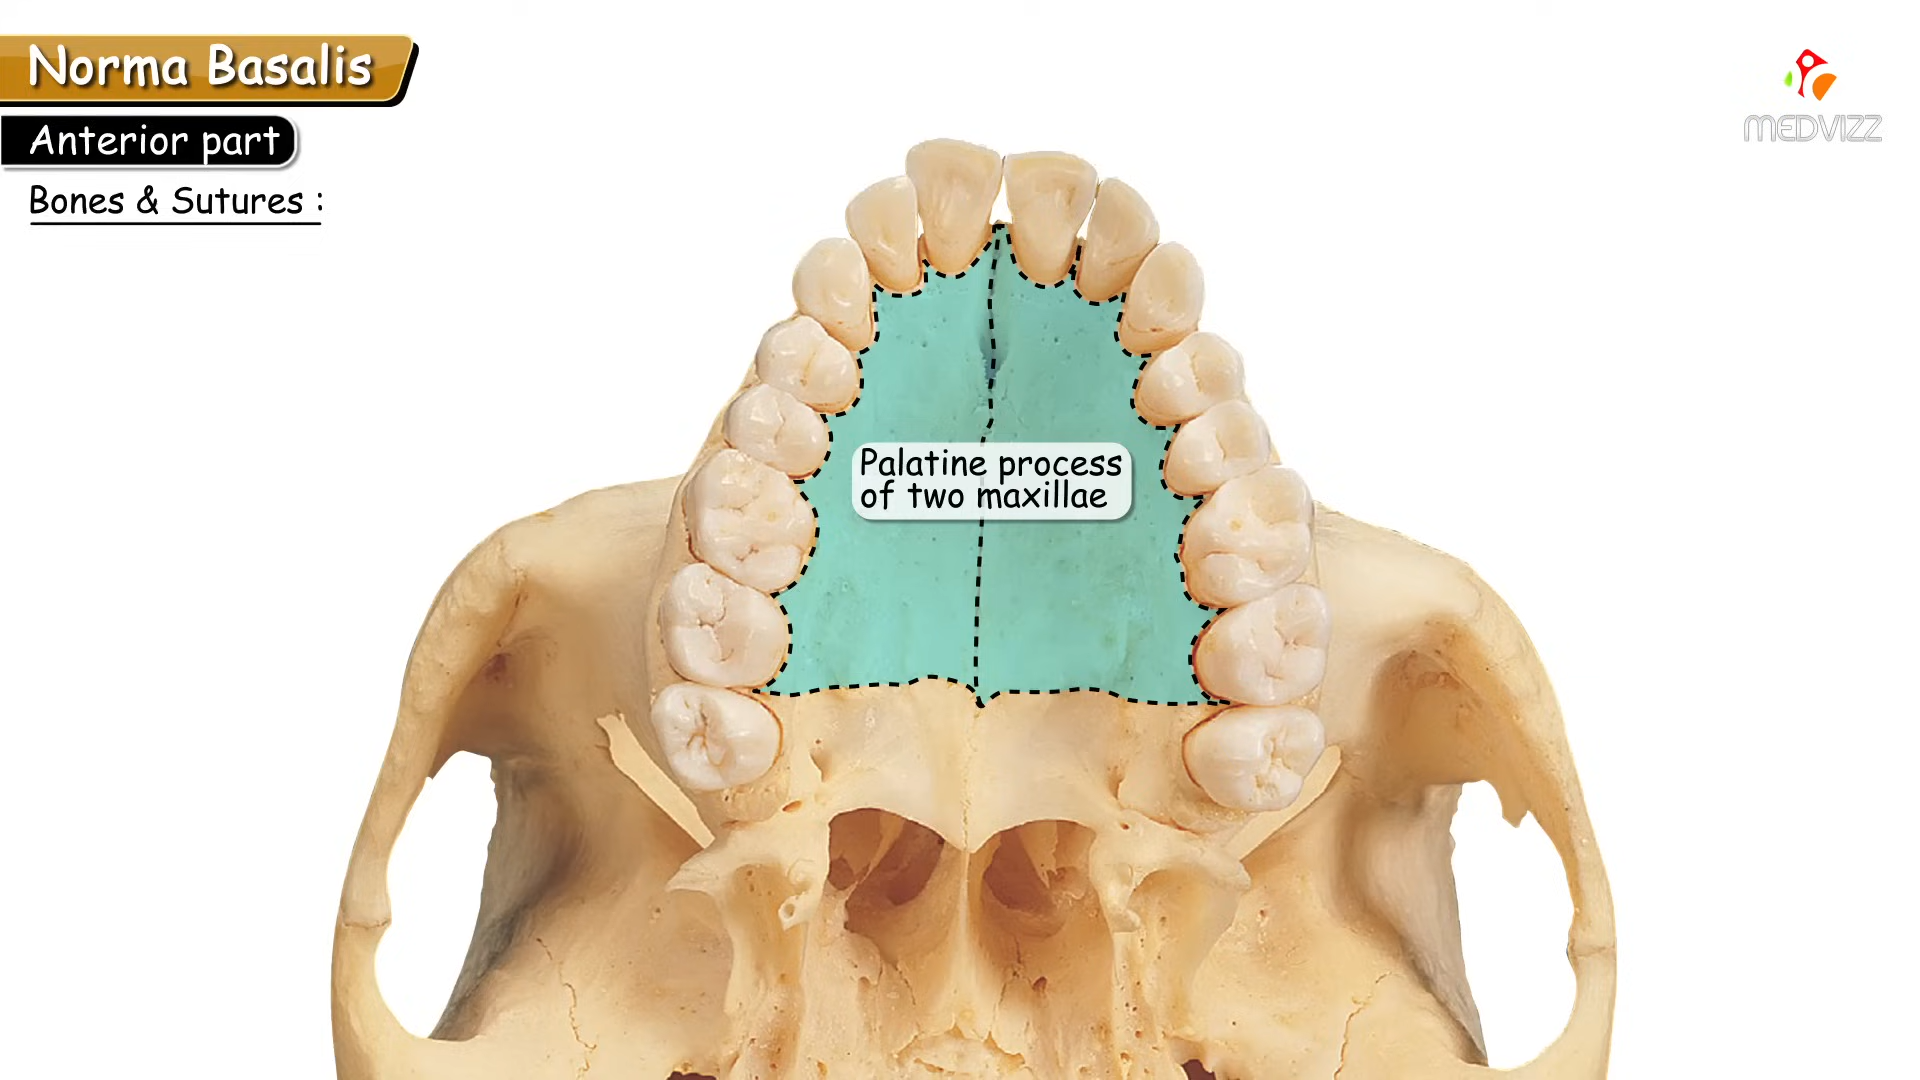 Norma Basalis
Anterior part
Bones & Sutures :
MEDVIZZ
Palatine process
of two maxillae